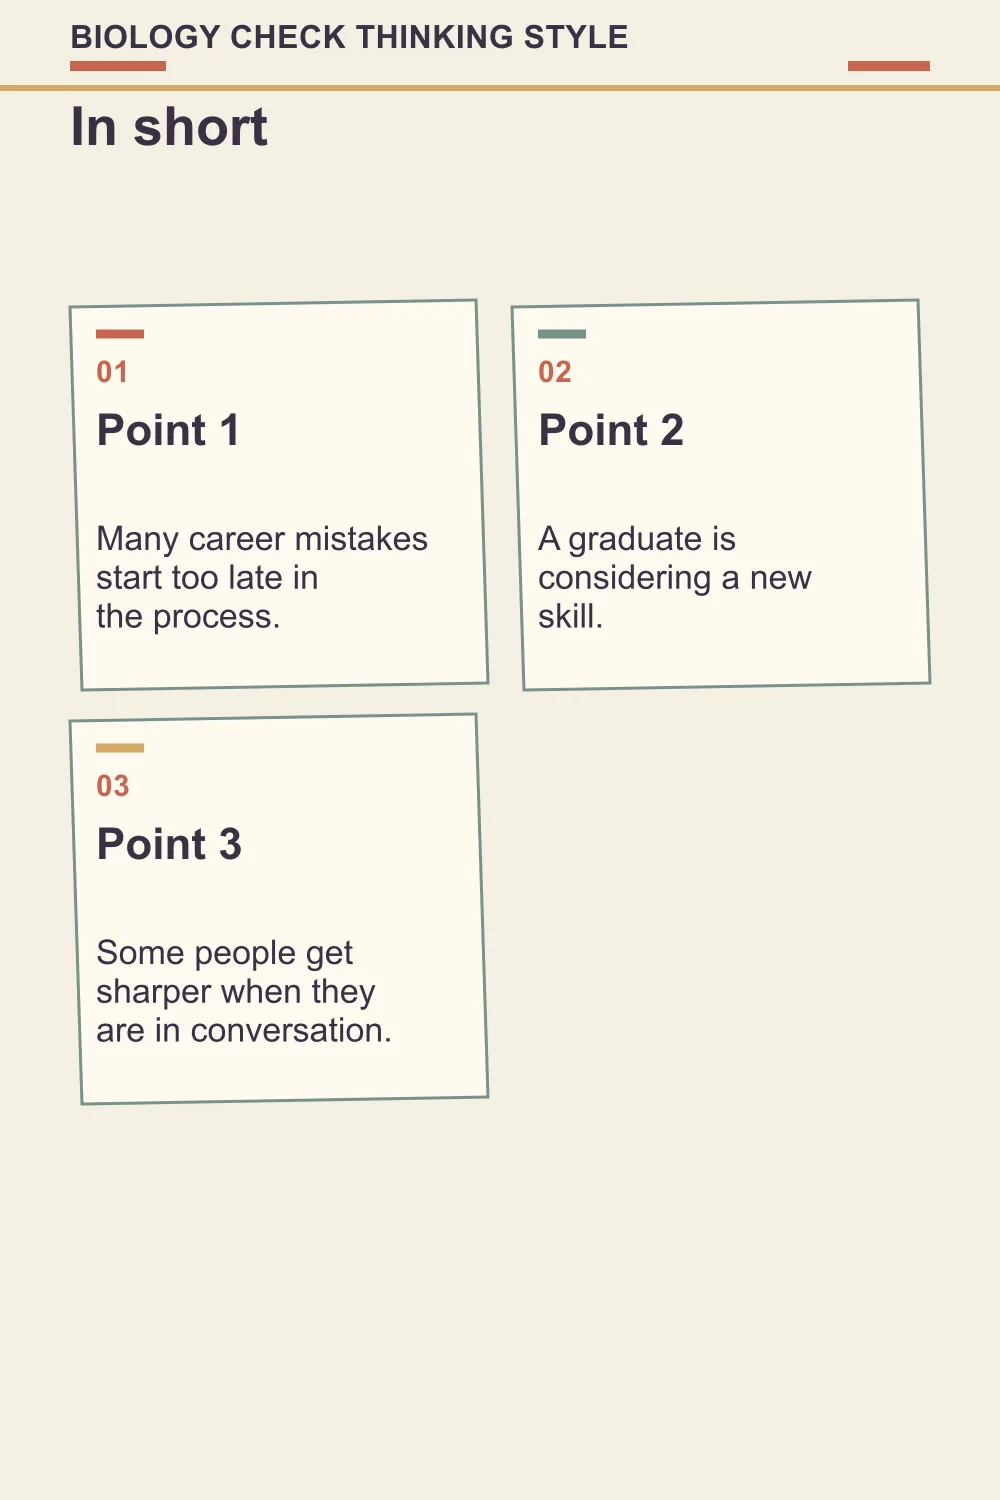 BIOLOGY CHECK THINKING STYLE
In short
01
Point 1
Many career mistakes
start too late in
the process.
02
Point 2
A graduate is
considering a new
skill.
03
Point 3
Some people get
sharper when they
are in conversation.